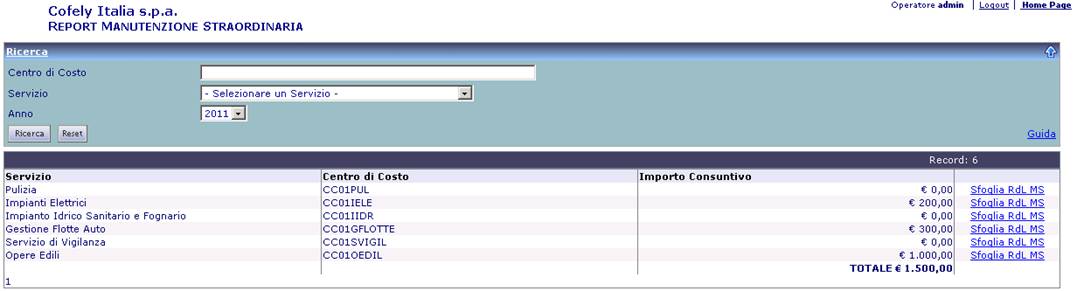 Cofely Italia s.p.a.
REPORT MANUTENZIONE STRAORDINARIA
Operatore admin | Logout | Home Page
Ricerca
Centro di Costo
Servizio - Selezionare un Servizio -
Anno 2011
Ricerca Reset Guida
Record: 6
Servizio Centro di Costo Importo Consuntivo
Pulizia CC01PUL € 0,00 Sfoglia RdL MS
Impianti Elettrici CC01IELE € 200,00 Sfoglia RdL MS
Impianto Idrico Sanitario e Fognario CC01IIDR € 0,00 Sfoglia RdL MS
Gestione Flotte Auto CC01GFLOTTE € 300,00 Sfoglia RdL MS
Servizio di Vigilanza CC01SVIGIL € 0,00 Sfoglia RdL MS
Opere Edili CC01OEDIL € 1.000,00 Sfoglia RdL MS
TOTALE € 1.500,00
1